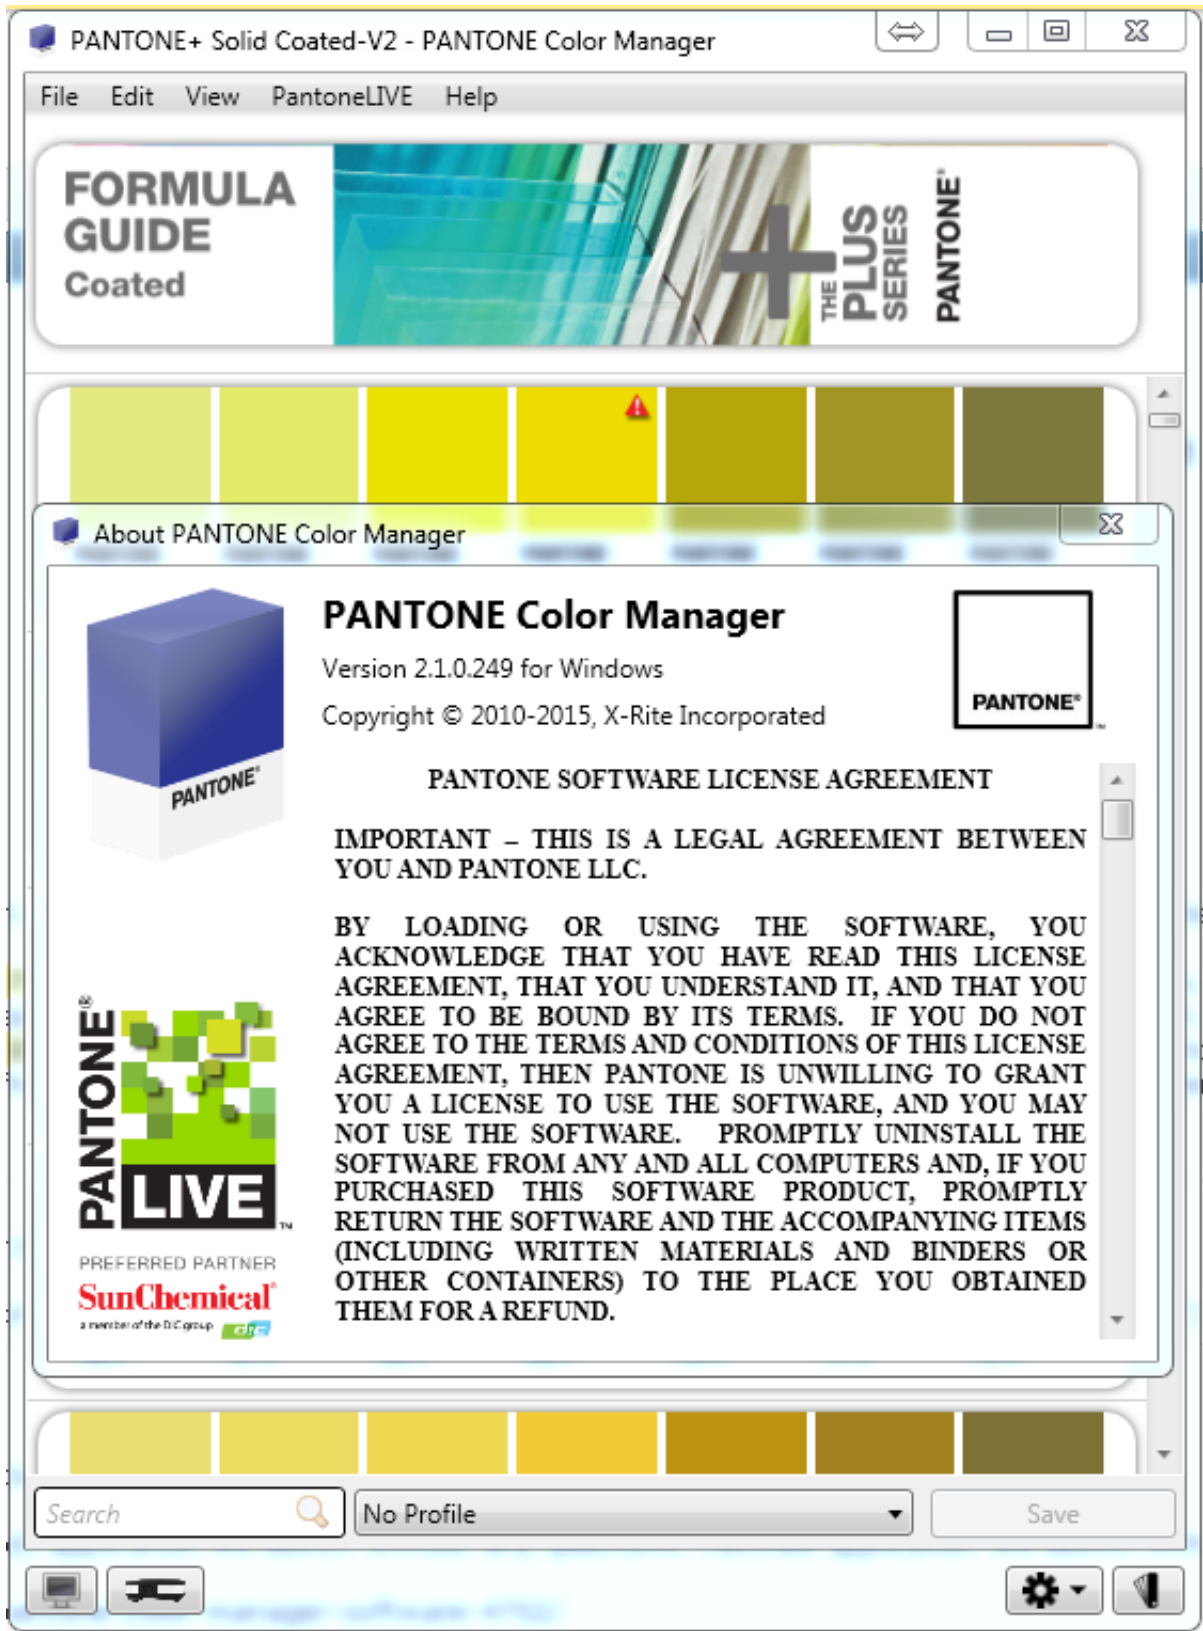 PANTONE+ Solid Coated-V2 - PANTONE Color Manager
File Edit View PantoneLIVE Help
FORMULA
GUIDE
Coated
THE
PLUS
SERIES
PANTONE®
About PANTONE Color Manager
PANTONE Color Manager
Version 2.1.0.249 for Windows
Copyright © 2010-2015, X-Rite Incorporated
PANTONE®
™
PANTONE®
PANTONE SOFTWARE LICENSE AGREEMENT
IMPORTANT – THIS IS A LEGAL AGREEMENT BETWEEN
YOU AND PANTONE LLC.
BY LOADING OR USING THE SOFTWARE, YOU
ACKNOWLEDGE THAT YOU HAVE READ THIS LICENSE
AGREEMENT, THAT YOU UNDERSTAND IT, AND THAT YOU
AGREE TO BE BOUND BY ITS TERMS. IF YOU DO NOT
AGREE TO THE TERMS AND CONDITIONS OF THIS LICENSE
AGREEMENT, THEN PANTONE IS UNWILLING TO GRANT
YOU A LICENSE TO USE THE SOFTWARE, AND YOU MAY
NOT USE THE SOFTWARE. PROMPTLY UNINSTALL THE
SOFTWARE FROM ANY AND ALL COMPUTERS AND, IF YOU
PURCHASED THIS SOFTWARE PRODUCT, PROMPTLY
RETURN THE SOFTWARE AND THE ACCOMPANYING ITEMS
(INCLUDING WRITTEN MATERIALS AND BINDERS OR
OTHER CONTAINERS) TO THE PLACE YOU OBTAINED
THEM FOR A REFUND.
PANTONE®
LIVE™
PREFERRED PARTNER
SunChemical®
a member of the DIC group
DIC
Search
No Profile
Save